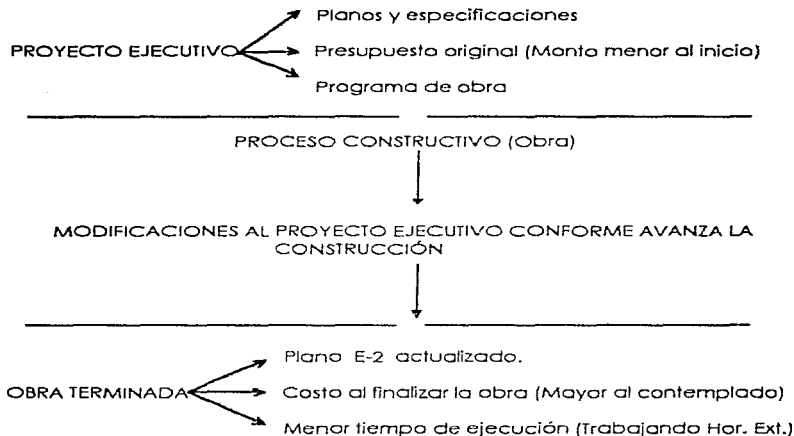 Planos y especificaciones
PROYECTO EJECUTIVO Presupuesto original (Monto menor al inicio)
Programa de obra
PROCESO CONSTRUCTIVO (Obra)
MODIFICACIONES AL PROYECTO EJECUTIVO CONFORME AVANZA LA
CONSTRUCCIÓN
Plano E-2 actualizado.
OBRA TERMINADA Costo al finalizar la obra (Mayor al contemplado)
Menor tiempo de ejecución (Trabajando Hor. Ext.)